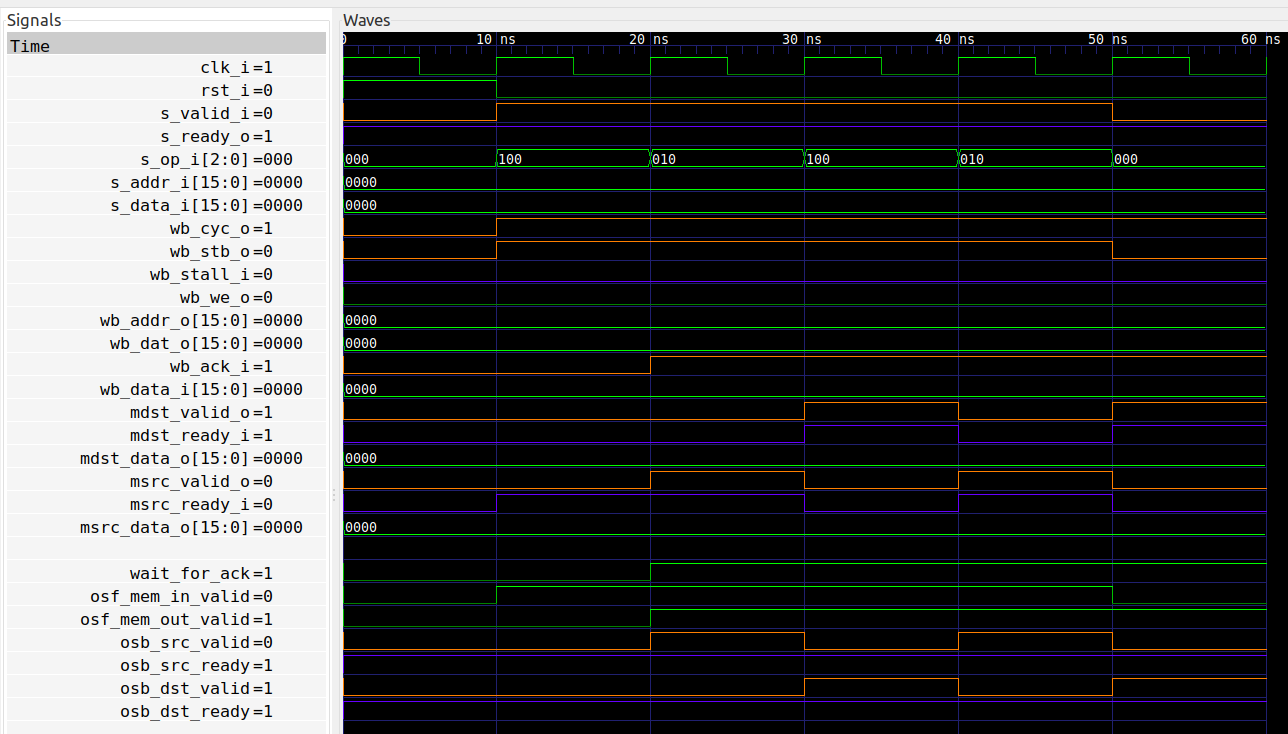 Signals
Waves
Time
0 10 ns 20 ns 30 ns 40 ns 50 ns 60 ns
clk_i=1
rst_i=0
s_valid_i=0
s_ready_o=1
s_op_i[2:0]=000 000 100 010 100 010 000
s_addr_i[15:0]=0000 0000
s_data_i[15:0]=0000 0000
wb_cyc_o=1
wb_stb_o=0
wb_stall_i=0
wb_we_o=0
wb_addr_o[15:0]=0000 0000
wb_dat_o[15:0]=0000 0000
wb_ack_i=1
wb_data_i[15:0]=0000 0000
mdst_valid_o=1
mdst_ready_i=1
mdst_data_o[15:0]=0000 0000
msrc_valid_o=0
msrc_ready_i=0
msrc_data_o[15:0]=0000 0000
wait_for_ack=1
osf_mem_in_valid=0
osf_mem_out_valid=1
osb_src_valid=0
osb_src_ready=1
osb_dst_valid=1
osb_dst_ready=1